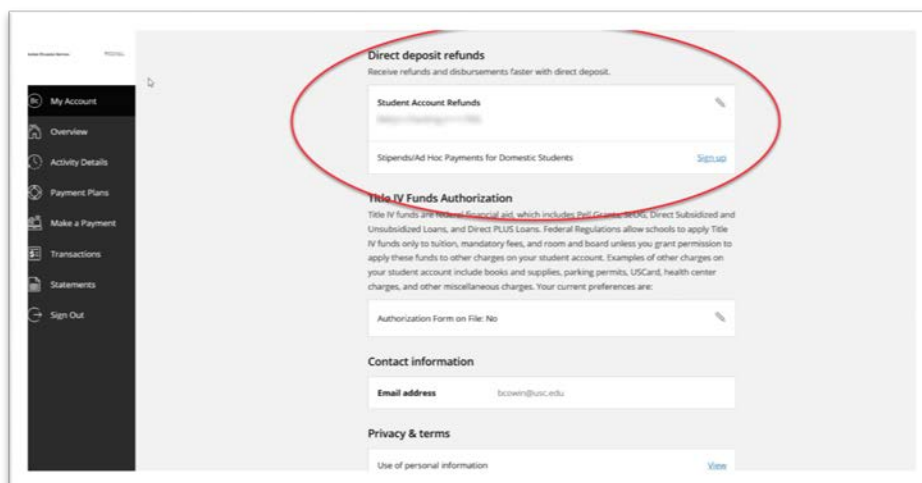 Direct deposit refunds
Receive refunds and disbursements faster with direct deposit.
Bc
My Account
Student Account Refunds
Overview
Activity Details
Stipends/Ad Hoc Payments for Domestic Students Sign up
Payment Plans
Title IV Funds Authorization
Make a Payment
Title IV funds are federal financial aid, which includes Pell Grants, SEOG, Direct Subsidized and
Unsubsidized Loans, and Direct PLUS Loans. Federal Regulations allow schools to apply Title
IV funds only to tuition, mandatory fees, and room and board unless you grant permission to
Transactions
apply these funds to other charges on your student account. Examples of other charges on
your student account include books and supplies, parking permits, USCard, health center
Statements
charges, and other miscellaneous charges. Your current preferences are:
Sign Out
Authorization Form on File: No
Contact information
Email address bcowin@usc.edu
Privacy & terms
Use of personal information View